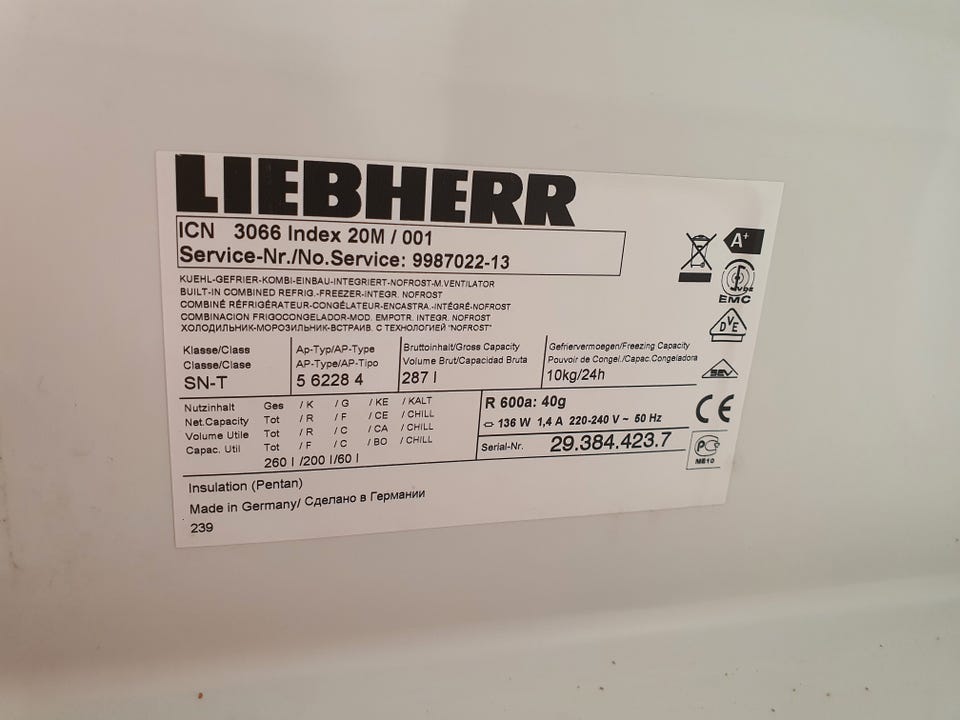 LIEBHERR
ICN 3066 Index 20M / 001
Service-Nr./No.Service: 9987022-13
KUEHL-GEFRIER-KOMBI-EINBAU-INTEGRIERT-NOFROST-M.VENTILATOR
BUILT-IN COMBINED REFRIG.-FREEZER-INTEGR. NOFROST
COMBINÉ RÉFRIGÉRATEUR-CONGÉLATEUR-ENCASTRA.-INTÉGRÉ-NOFROST
COMBINACION FRIGOCONGELADOR-MOD. EMPOTR. INTEGR. NOFROST
ХОЛОДИЛЬНИК-МОРОЗИЛЬНИК-ВСТРАИВ. С ТЕХНОЛОГИЕЙ "NOFROST"
A+
VDE
EMC
DVE
SEV
Klasse/Class
Classe/Clase
SN-T
Ap-Typ/AP-Type
AP-Type/AP-Tipo
5 6228 4
Bruttoinhalt/Gross Capacity
Volume Brut/Capacidad Bruta
287 l
Gefriervermoegen/Freezing Capacity
Pouvoir de Congel./Capac.Congeladora
10kg/24h
Nutzinhalt Ges / K / G / KE / KALT
Net.Capacity Tot / R / F / CE / CHILL
Volume Utile Tot / R / C / CA / CHILL
Capac. Util Tot / F / C / BO / CHILL
260 l /200 l/60 l
R 600a: 40g
136 W 1,4 A 220-240 V ~ 50 Hz
Serial-Nr. 29.384.423.7
CE
ME10
Insulation (Pentan)
Made in Germany/ Сделано в Германии
239